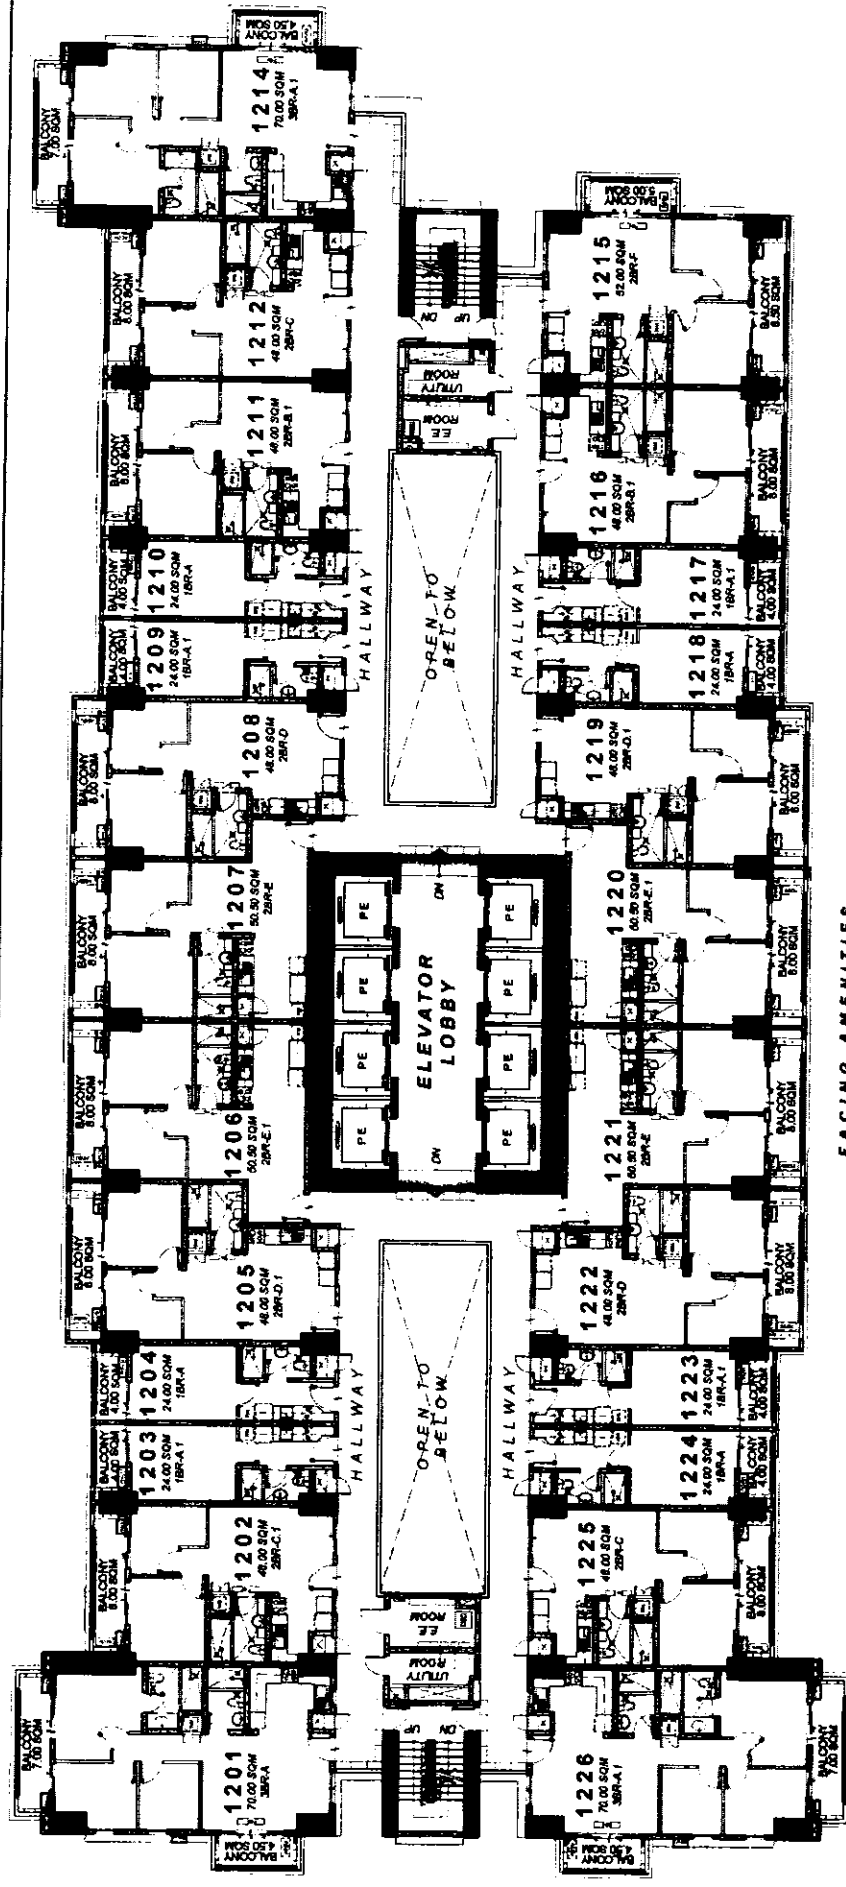 BALCONY
4.50 SQM
BALCONY
7.00 SQM
1214
70.00 SQM
3BR-A.1
BALCONY
5.00 SQM
BALCONY
8.00 SQM
1212
48.00 SQM
2BR-C
DN
UP
1215
52.00 SQM
2BR-F
BALCONY
8.50 SQM
UTILITY
ROOM
E.E.
ROOM
BALCONY
8.00 SQM
1211
48.00 SQM
2BR-B.1
1216
48.00 SQM
2BR-B.1
BALCONY
8.00 SQM
BALCONY
4.00 SQM
1210
24.00 SQM
1BR-A
1217
24.00 SQM
1BR-A.1
BALCONY
4.00 SQM
HALLWAY
OPEN TO
BELOW
HALLWAY
BALCONY
4.00 SQM
1209
24.00 SQM
1BR-A.1
1218
24.00 SQM
1BR-A
BALCONY
4.00 SQM
BALCONY
8.00 SQM
1208
48.00 SQM
2BR-D
1219
48.00 SQM
2BR-D.1
BALCONY
8.00 SQM
BALCONY
8.00 SQM
1207
50.50 SQM
2BR-E
DN
PE
PE
PE
PE
ELEVATOR
LOBBY
PE
PE
PE
PE
DN
1220
50.50 SQM
2BR-E.1
BALCONY
8.00 SQM
FACING AMENITIES
BALCONY
8.00 SQM
1206
50.50 SQM
2BR-E.1
1221
50.50 SQM
2BR-E
BALCONY
8.00 SQM
BALCONY
8.00 SQM
1205
48.00 SQM
2BR-D.1
1222
48.00 SQM
2BR-D
BALCONY
8.00 SQM
BALCONY
4.00 SQM
1204
24.00 SQM
1BR-A
1223
24.00 SQM
1BR-A.1
BALCONY
4.00 SQM
HALLWAY
OPEN TO
BELOW
HALLWAY
BALCONY
4.00 SQM
1203
24.00 SQM
1BR-A.1
1224
24.00 SQM
1BR-A
BALCONY
4.00 SQM
BALCONY
8.00 SQM
1202
48.00 SQM
2BR-C.1
1225
48.00 SQM
2BR-C
BALCONY
8.00 SQM
E.E.
ROOM
UTILITY
ROOM
UP
DN
BALCONY
7.00 SQM
1201
70.00 SQM
3BR-A
BALCONY
4.50 SQM
1226
70.00 SQM
3BR-A.1
BALCONY
7.00 SQM
BALCONY
4.50 SQM